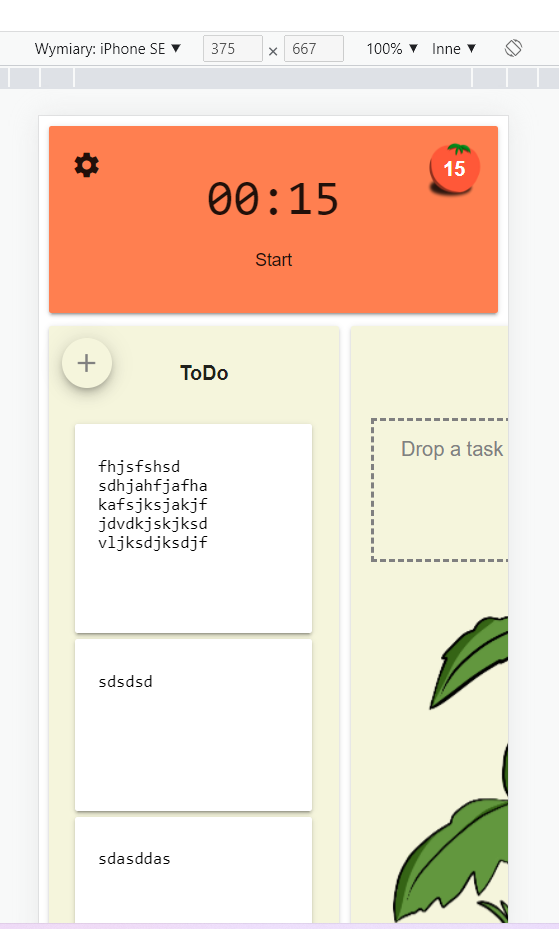 Wymiary: iPhone SE ▼ 375 × 667 100% ▼ Inne ▼
15
00:15
Start
+ ToDo
fhjsfshsd
sdhjahfjafha
kafsjksjakjf
jdvdkjskjksd
vljksdjksdjf
Drop a task
sdsdsd
sdasddas